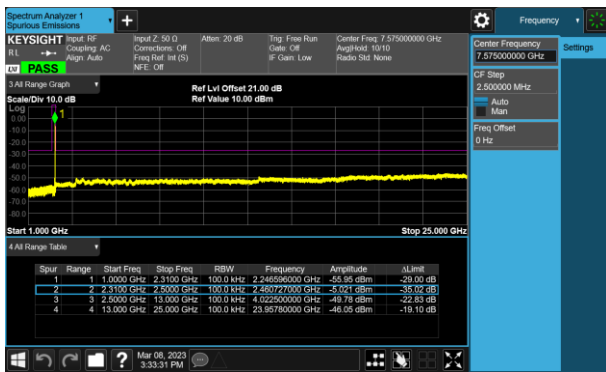 Spectrum Analyzer 1
Spurious Emissions
+
Frequency
KEYSIGHT
RL
LW PASS
Input: RF
Coupling: AC
Align: Auto
Input Z: 50 Ω
Corrections: Off
Freq Ref: Int (S)
NFE: Off
Atten: 20 dB
Trig: Free Run
Gate: Off
IF Gain: Low
Center Freq: 7.575000000 GHz
Avg|Hold: 10/10
Radio Std: None
Center Frequency
7.575000000 GHz
Settings
CF Step
2.500000 MHz
Auto
Man
Freq Offset
0 Hz
3 All Range Graph
Scale/Div 10.0 dB
Ref Lvl Offset 21.00 dB
Ref Value 10.00 dBm
Log
1
0.00
-10.0
-20.0
-30.0
-40.0
-50.0
-60.0
-70.0
-80.0
Start 1.000 GHz
Stop 25.000 GHz
4 All Range Table
Spur Range Start Freq Stop Freq RBW Frequency Amplitude ΔLimit
1 1 1.0000 GHz 2.3100 GHz 100.0 kHz 2.246596000 GHz -55.95 dBm -29.00 dB
2 2 2.3100 GHz 2.5000 GHz 100.0 kHz 2.460727000 GHz -5.021 dBm -35.02 dB
3 3 2.5000 GHz 13.000 GHz 100.0 kHz 4.022500000 GHz -49.78 dBm -22.83 dB
4 4 13.000 GHz 25.000 GHz 100.0 kHz 23.95780000 GHz -46.05 dBm -19.10 dB
?
Mar 08, 2023
3:33:31 PM